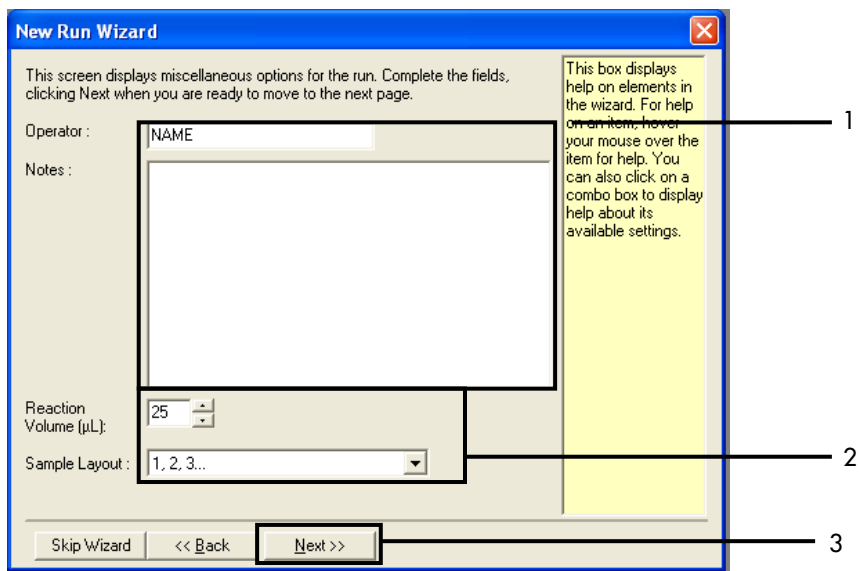 New Run Wizard
This screen displays miscellaneous options for the run. Complete the fields,
clicking Next when you are ready to move to the next page.
This box displays
help on elements in
the wizard. For help
on an item, hover
your mouse over the
item for help. You
can also click on a
combo box to display
help about its
available settings.
1
Operator :
NAME
Notes :
Reaction
Volume (µL):
25
Sample Layout :
1, 2, 3...
2
Skip Wizard
<< Back
Next >>
3